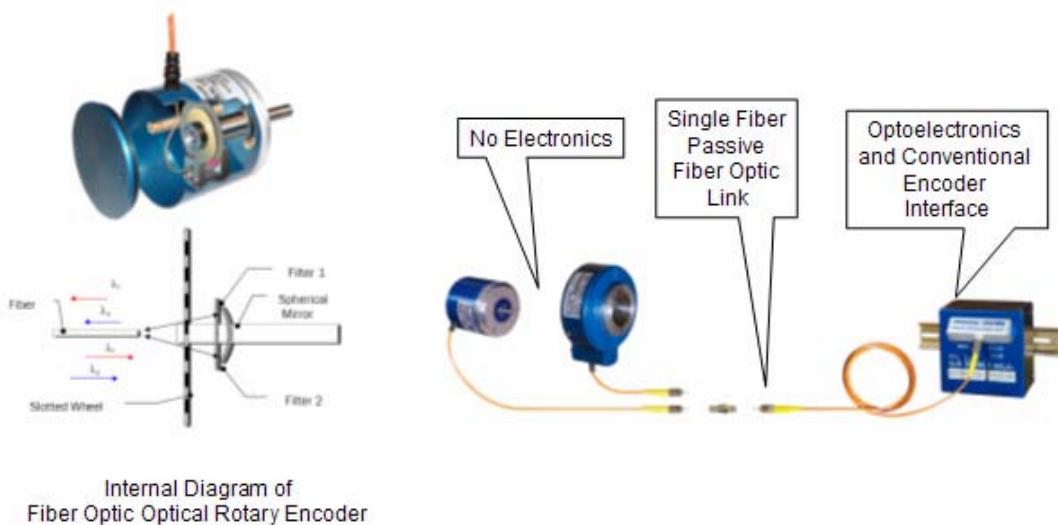 No Electronics
Single Fiber
Passive
Fiber Optic
Link
Optoelectronics
and Conventional
Encoder
Interface
Filter 1
Fiber
Spherical
Mirror
Slotted Wheel
Filter 2
Internal Diagram of
Fiber Optic Optical Rotary Encoder